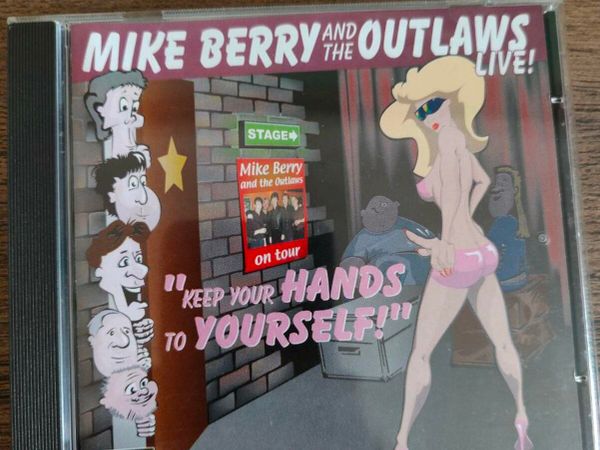 MIKE BERRY AND THE OUTLAWS
LIVE!
STAGE
Mike Berry
and the Outlaws
on tour
"KEEP YOUR HANDS
TO YOURSELF!"